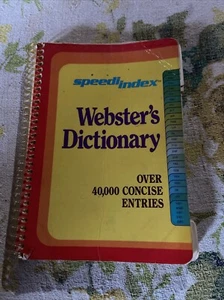 speedindex
Webster's
Dictionary
OVER
40,000 CONCISE
ENTRIES